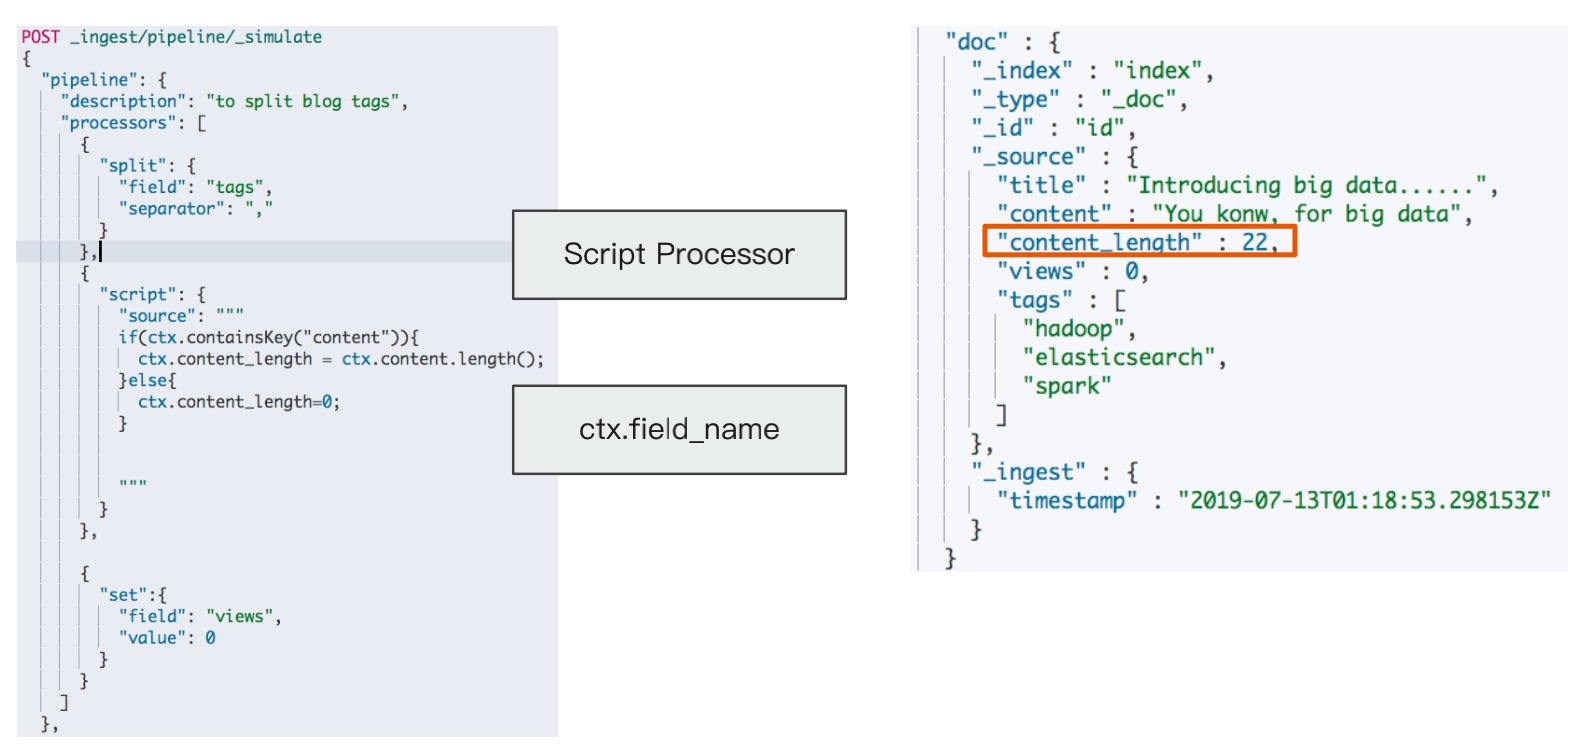 POST _ingest/pipeline/_simulate
{
"pipeline": {
"description": "to split blog tags",
"processors": [
{
"split": {
"field": "tags",
"separator": ","
}
},
{
"script": {
"source": """
if(ctx.containsKey("content")){
ctx.content_length = ctx.content.length();
}else{
ctx.content_length=0;
}
"""
}
},
{
"set":{
"field": "views",
"value": 0
}
}
]
},
Script Processor
ctx.field_name
"doc" : {
"_index" : "index",
"_type" : "_doc",
"_id" : "id",
"_source" : {
"title" : "Introducing big data......",
"content" : "You konw, for big data",
"content_length" : 22,
"views" : 0,
"tags" : [
"hadoop",
"elasticsearch",
"spark"
]
},
"_ingest" : {
"timestamp" : "2019-07-13T01:18:53.298153Z"
}
}